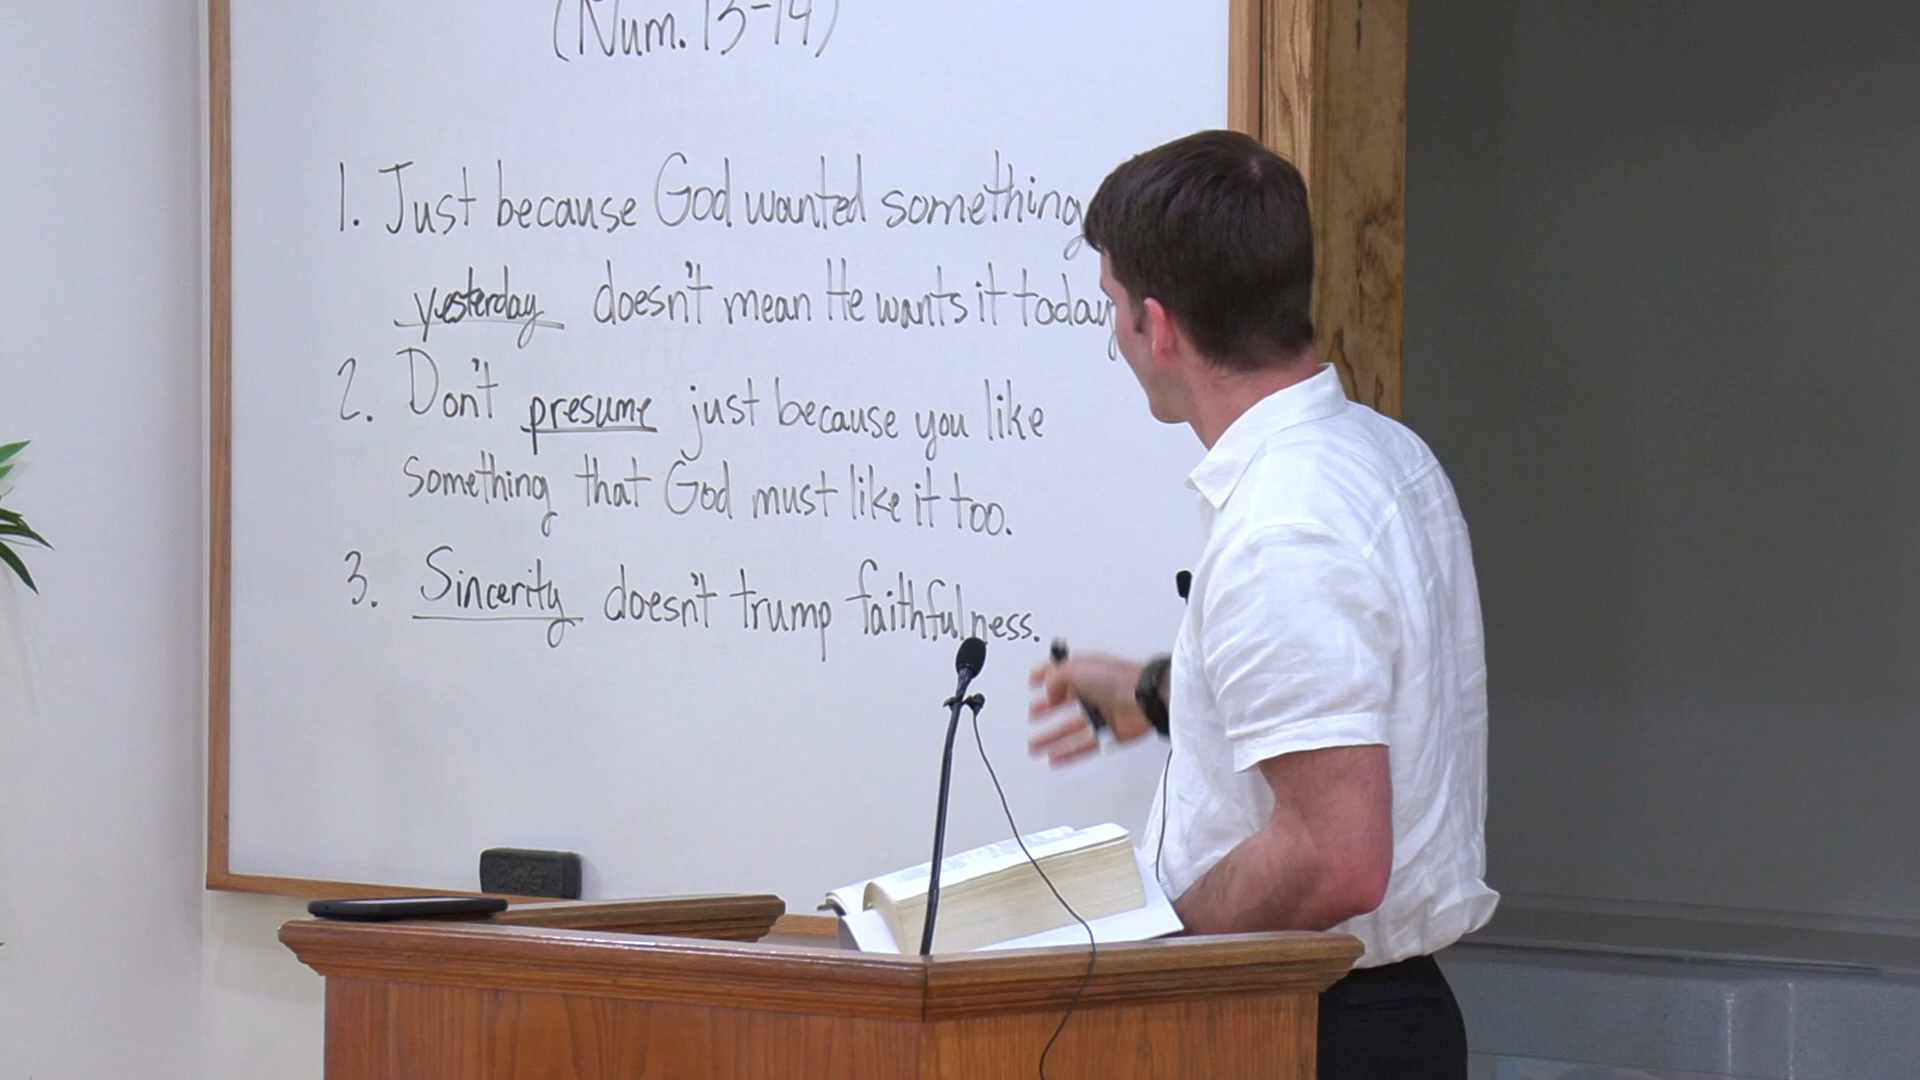 (Num. 13-14)
1. Just because God wanted something
yesterday doesn't mean He wants it today
2. Don't presume just because you like
something that God must like it too.
3. Sincerity doesn't trump faithfulness.